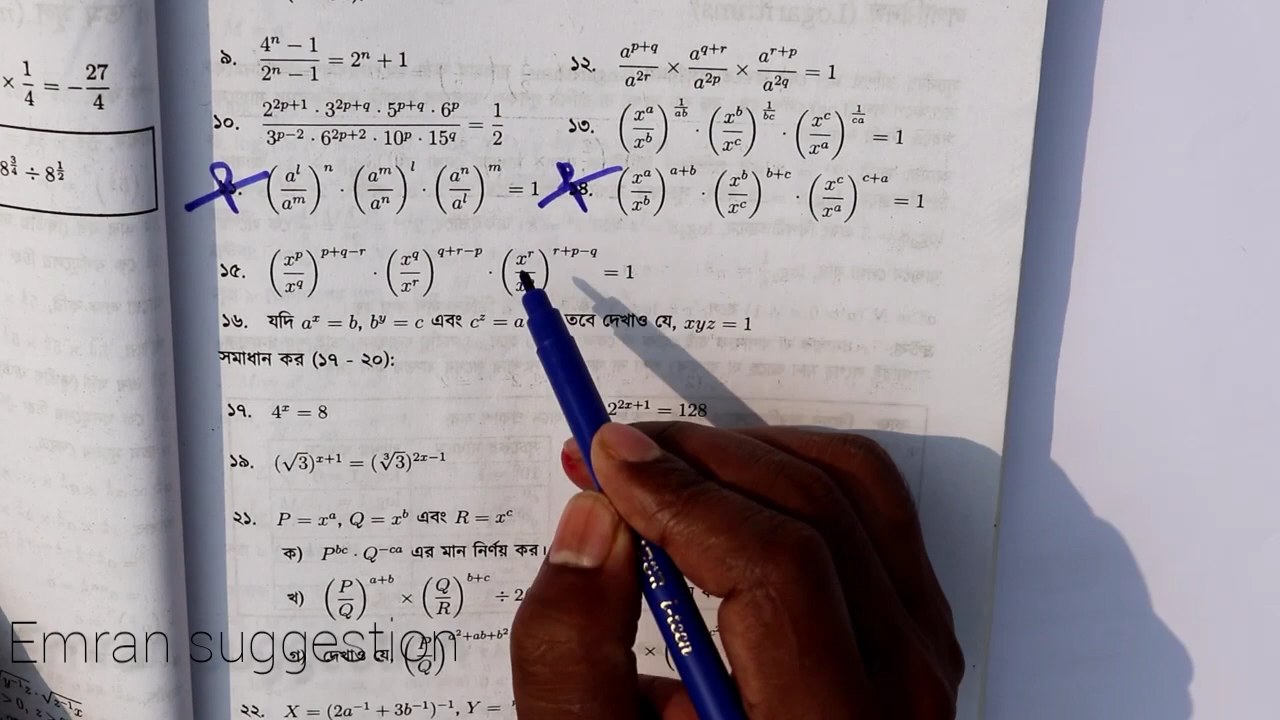 × 1/4 = −27/4
8^{3/4} ÷ 8^{1/2}
৯. (4^n − 1)/(2^n − 1) = 2^n + 1
১০. (2^{2p+1} · 3^{2p+q} · 5^{p+q} · 6^p)/(3^{p−2} · 6^{2p+2} · 10^p · 15^q) = 1/2
(a^l/a^m)^n · (a^m/a^n)^l · (a^n/a^l)^m = 1
১২. a^{p+q}/a^{2r} × a^{q+r}/a^{2p} × a^{r+p}/a^{2q} = 1
১৩. (x^a/x^b)^{1/ab} · (x^b/x^c)^{1/bc} · (x^c/x^a)^{1/ca} = 1
৪. (x^a/x^b)^{a+b} · (x^b/x^c)^{b+c} · (x^c/x^a)^{c+a} = 1
১৫. (x^p/x^q)^{p+q−r} · (x^q/x^r)^{q+r−p} · (x^r/x)^{r+p−q} = 1
১৬. যদি a^x = b, b^y = c এবং c^z = a তবে দেখাও যে, xyz = 1
সমাধান কর (১৭ - ২০):
১৭. 4^x = 8
2^{2x+1} = 128
১৯. (√3)^{x+1} = (∛3)^{2x−1}
২১. P = x^a, Q = x^b এবং R = x^c
ক) P^{bc} · Q^{−ca} এর মান নির্ণয় কর।
খ) (P/Q)^{a+b} × (Q/R)^{b+c} ÷ 2
গ) দেখাও যে, (P/Q)^{a²+ab+b²} × (
২২. X = (2a^{−1} + 3b^{−1})^{−1}, Y =
Emran suggestion